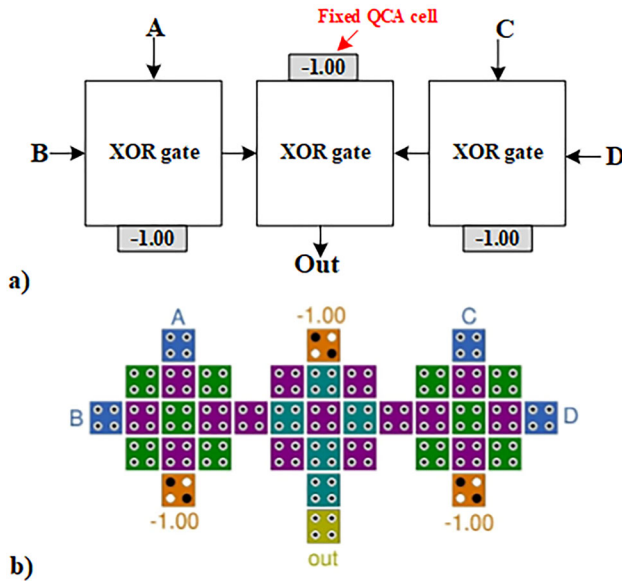 Fixed QCA cell
A
-1.00
C
B
XOR gate
XOR gate
XOR gate
D
-1.00
-1.00
Out
a)
A
-1.00
C
B
D
-1.00
-1.00
out
b)